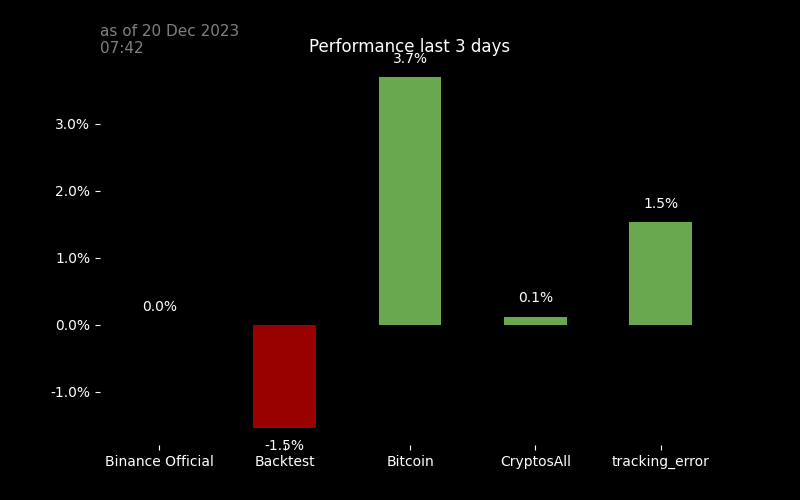 as of 20 Dec 2023
07:42
Performance last 3 days
3.7%
3.0%
2.0%
1.5%
1.0%
0.1%
0.0%
0.0%
-1.0%
-1.5%
Binance Official
Backtest
Bitcoin
CryptosAll
tracking_error